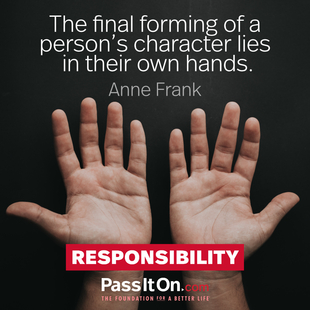 The final forming of a
person's character lies
in their own hands.
Anne Frank
RESPONSIBILITY
PassItOn.com
THE FOUNDATION FOR A BETTER LIFE